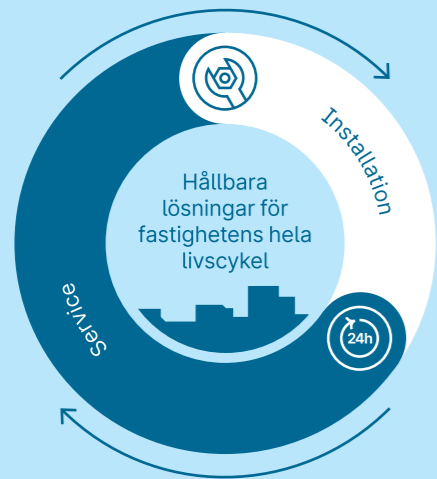 Installation
Hållbara
lösningar för
fastighetens hela
livscykel
Service
24h